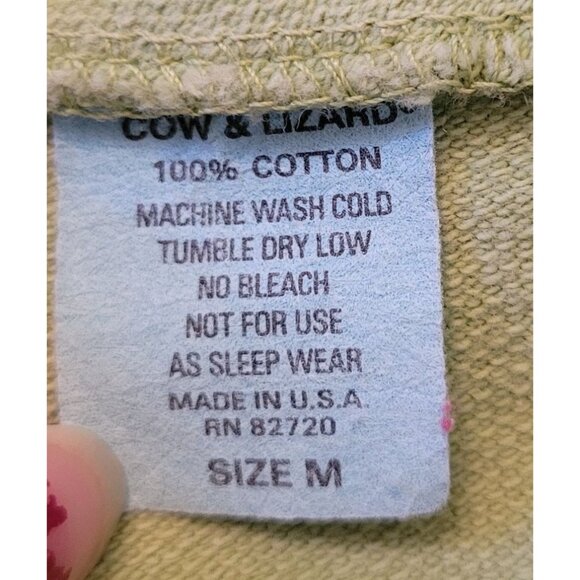 COW & LIZARD®
100% COTTON
MACHINE WASH COLD
TUMBLE DRY LOW
NO BLEACH
NOT FOR USE
AS SLEEP WEAR
MADE IN U.S.A.
RN 82720
SIZE M